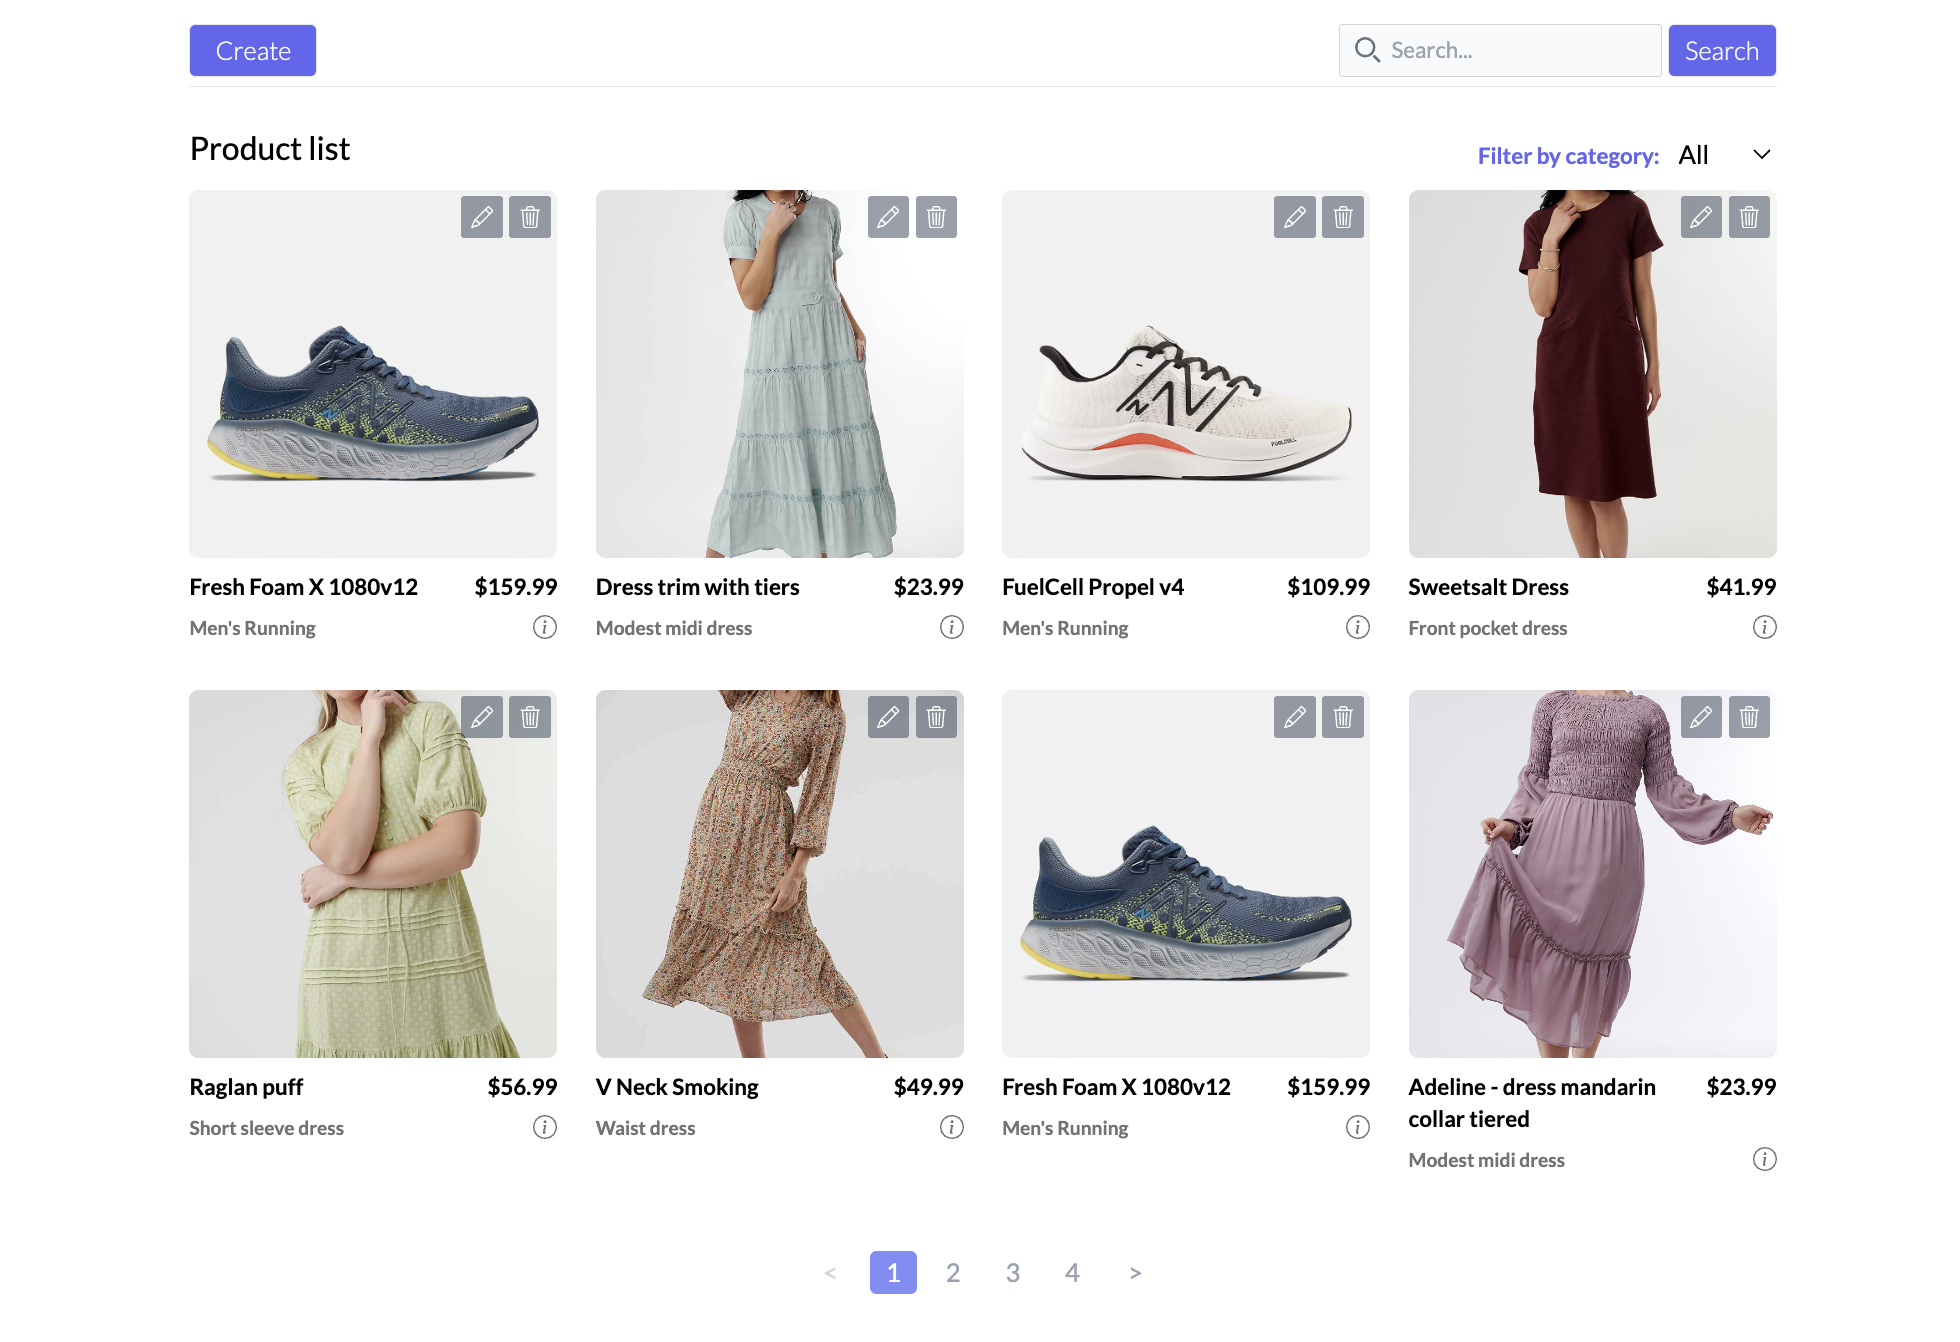 Create
Search...
Search
Product list
Filter by category: All
Fresh Foam X 1080v12 $159.99
Men's Running
Dress trim with tiers $23.99
Modest midi dress
FuelCell Propel v4 $109.99
Men's Running
Sweetsalt Dress $41.99
Front pocket dress
Raglan puff $56.99
Short sleeve dress
V Neck Smoking $49.99
Waist dress
Fresh Foam X 1080v12 $159.99
Men's Running
Adeline - dress mandarin $23.99
collar tiered
Modest midi dress
< 1 2 3 4 >